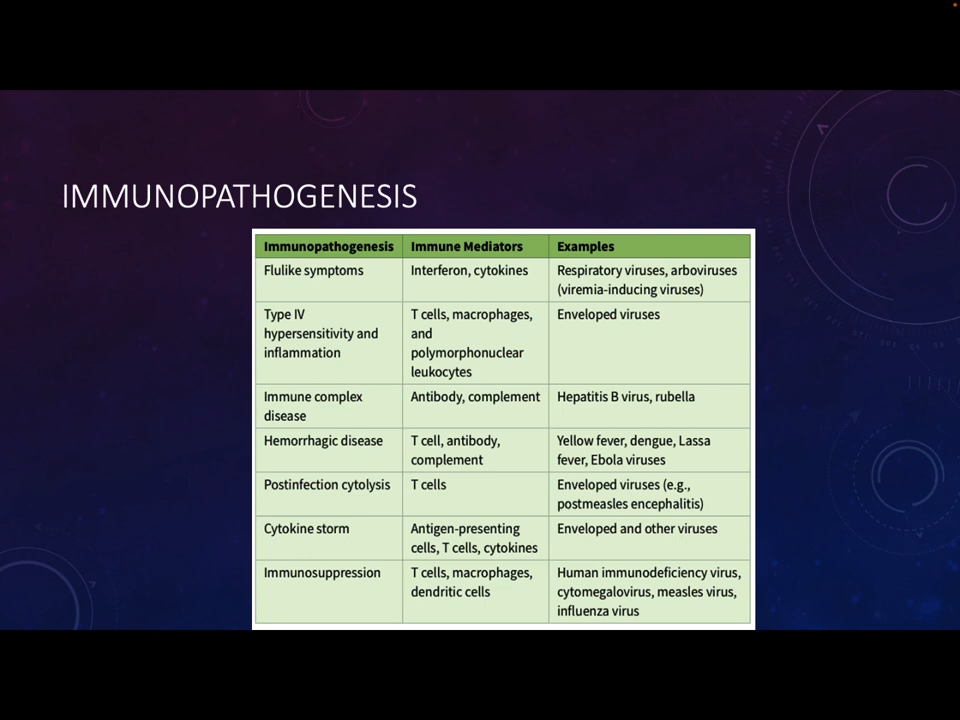 IMMUNOPATHOGENESIS
Immunopathogenesis Immune Mediators Examples
Flulike symptoms Interferon, cytokines Respiratory viruses, arboviruses
(viremia-inducing viruses)
Type IV T cells, macrophages, Enveloped viruses
hypersensitivity and and
inflammation polymorphonuclear
leukocytes
Immune complex Antibody, complement Hepatitis B virus, rubella
disease
Hemorrhagic disease T cell, antibody, Yellow fever, dengue, Lassa
complement fever, Ebola viruses
Postinfection cytolysis T cells Enveloped viruses (e.g.,
postmeasles encephalitis)
Cytokine storm Antigen-presenting Enveloped and other viruses
cells, T cells, cytokines
Immunosuppression T cells, macrophages, Human immunodeficiency virus,
dendritic cells cytomegalovirus, measles virus,
influenza virus